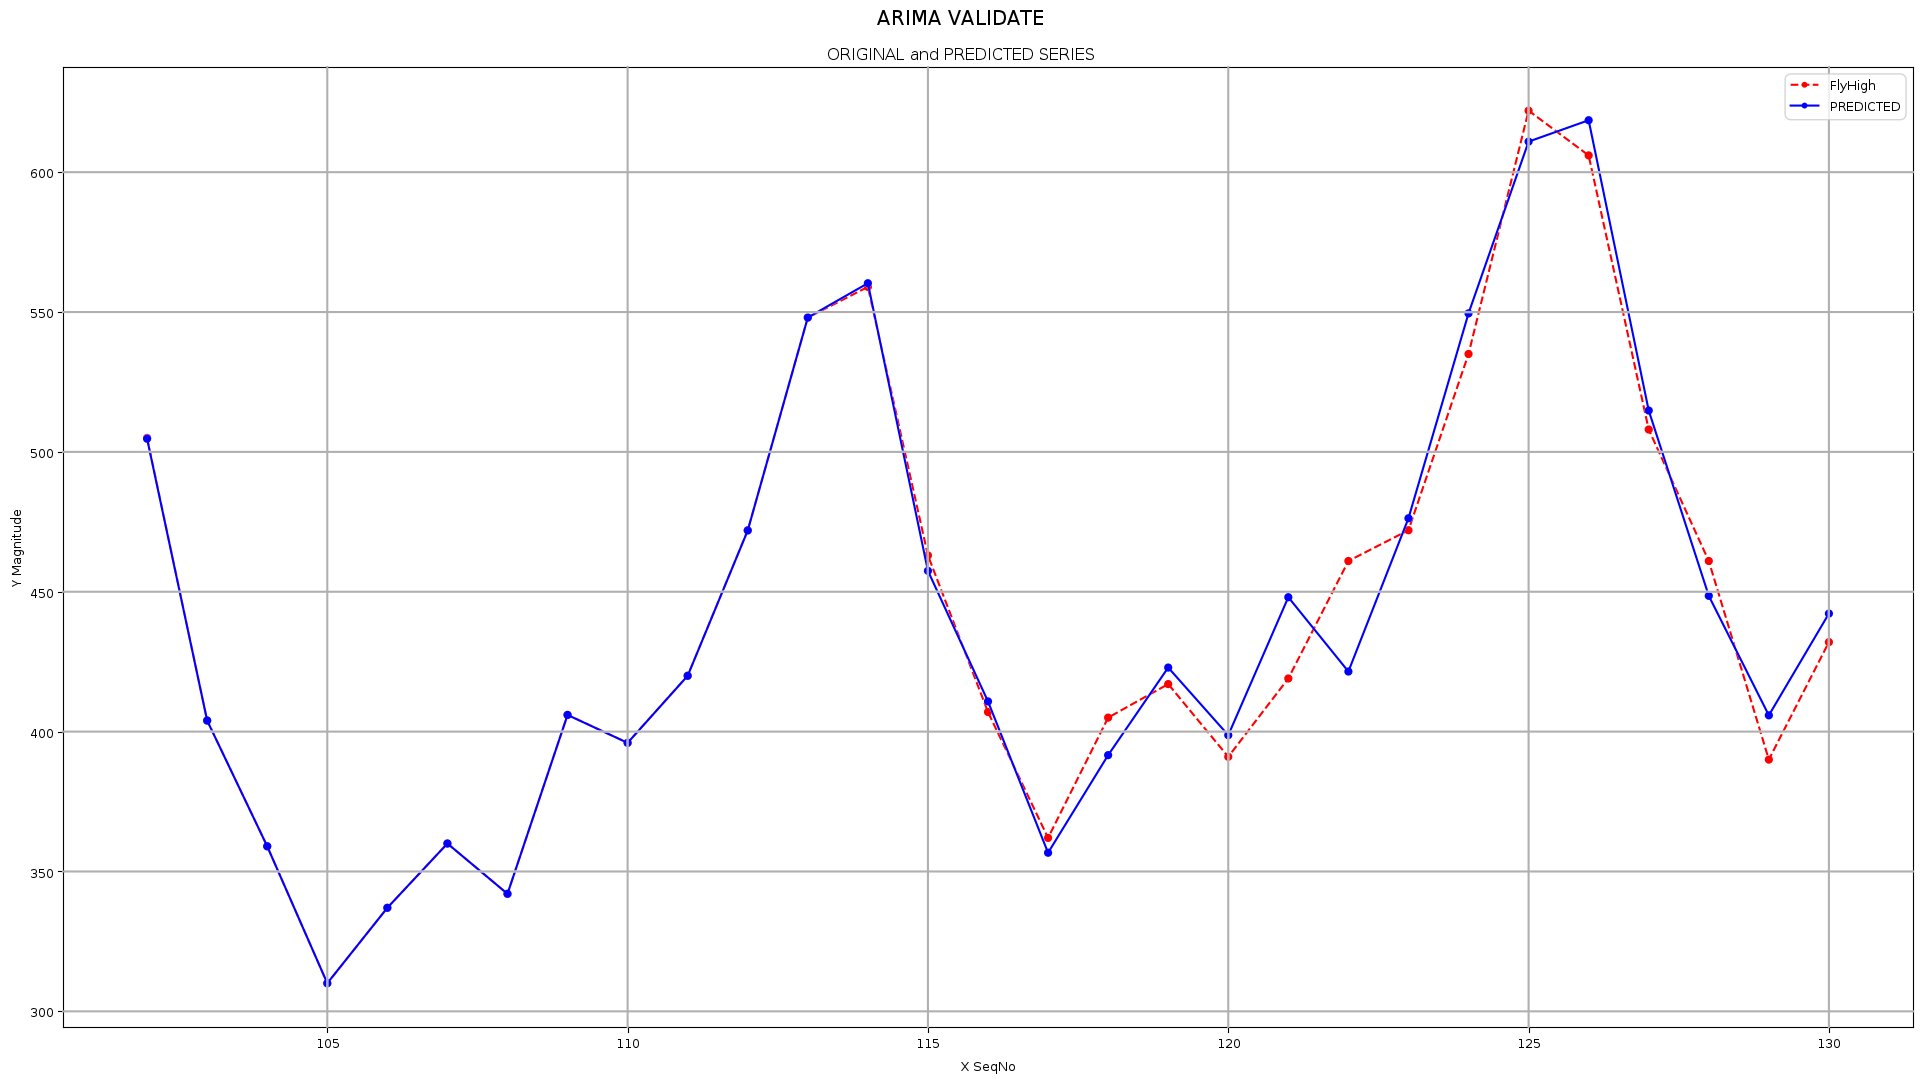 ARIMA VALIDATE
ORIGINAL and PREDICTED SERIES
FlyHigh
PREDICTED
600
550
500
450
400
350
300
Y Magnitude
105
110
115
120
125
130
X SeqNo